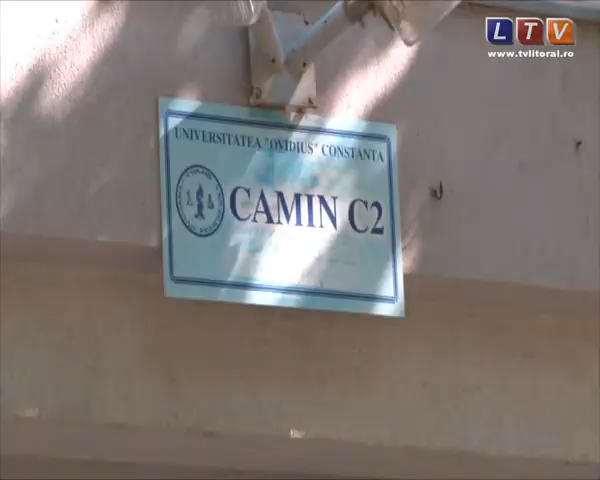 LTV
www.tvlitoral.ro
UNIVERSITATEA "OVIDIUS" CONSTANTA
CAMIN C2